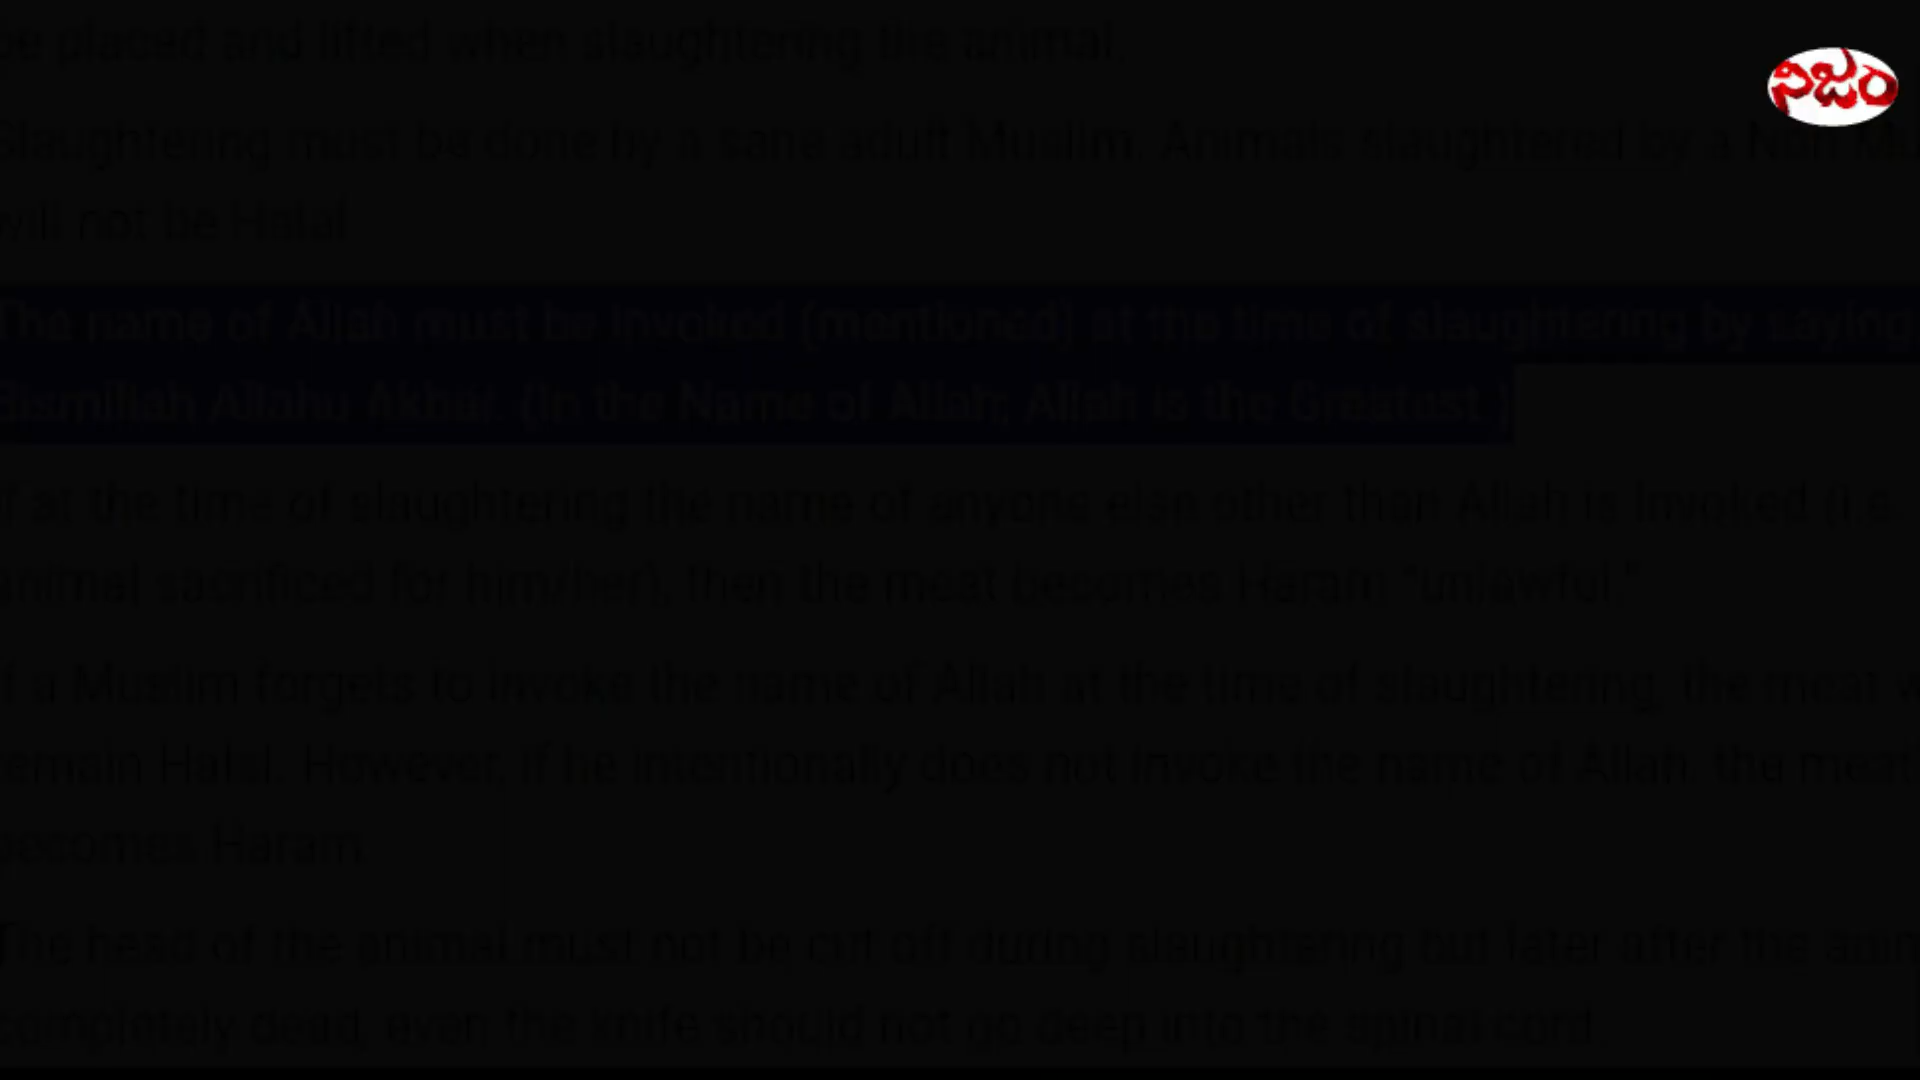 be placed and lifted when slaughtering the animal.
నిజం
Slaughtering must be done by a sane adult Muslim. Animals slaughtered by a Non Mu
will not be Halal
The name of Allah must be invoked (mentioned) at the time of slaughtering by saying
Bismillah Allahu Akbar. (In the Name of Allah; Allah is the Greatest.)
If at the time of slaughtering the name of anyone else other than Allah is invoked (i.e.
animal sacrificed for him/her), then the meat becomes Haram "unlawful."
If a Muslim forgets to invoke the name of Allah at the time of slaughtering, the meat w
remain Halal. However, if he intentionally does not invoke the name of Allah, the meat
becomes Haram.
The head of the animal must not be cut off during slaughtering but later after the anim
completely dead, even the knife should not go deep into the spinal cord.